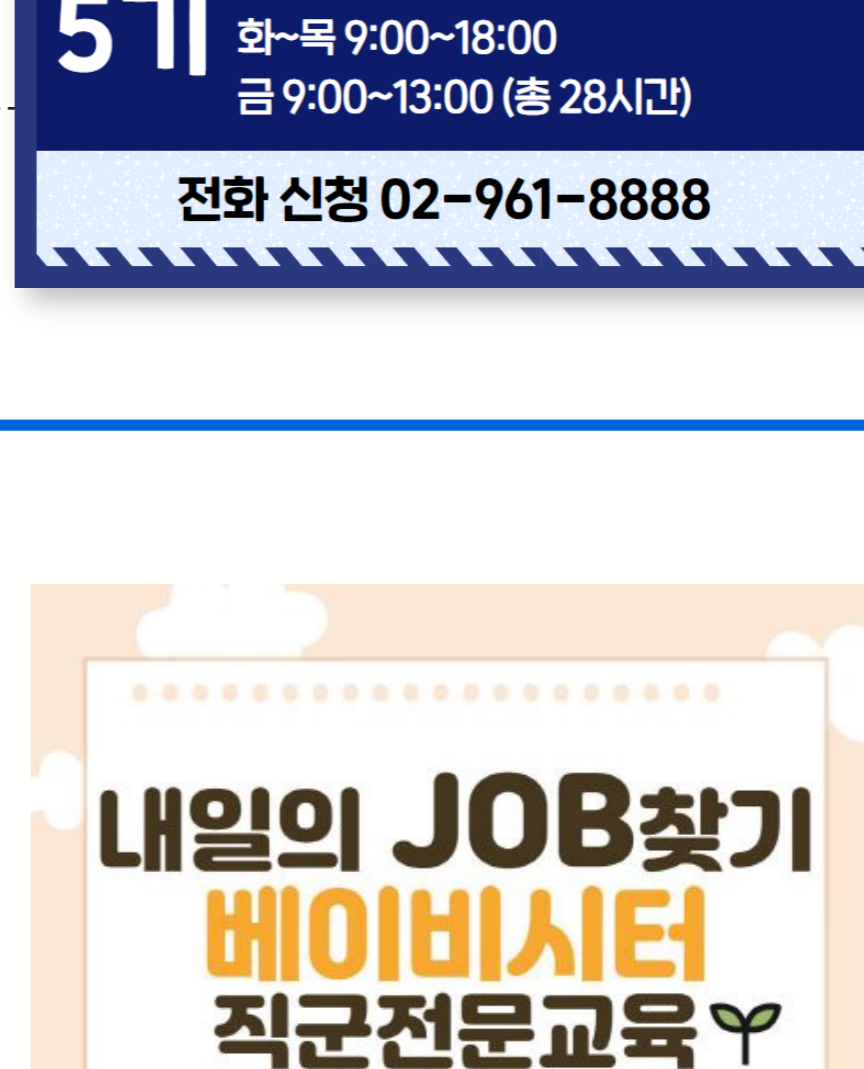 5기
화~목 9:00~18:00
금 9:00~13:00 (총 28시간)
전화 신청 02-961-8888
내일의 JOB찾기
베이비시터
직군전문교육